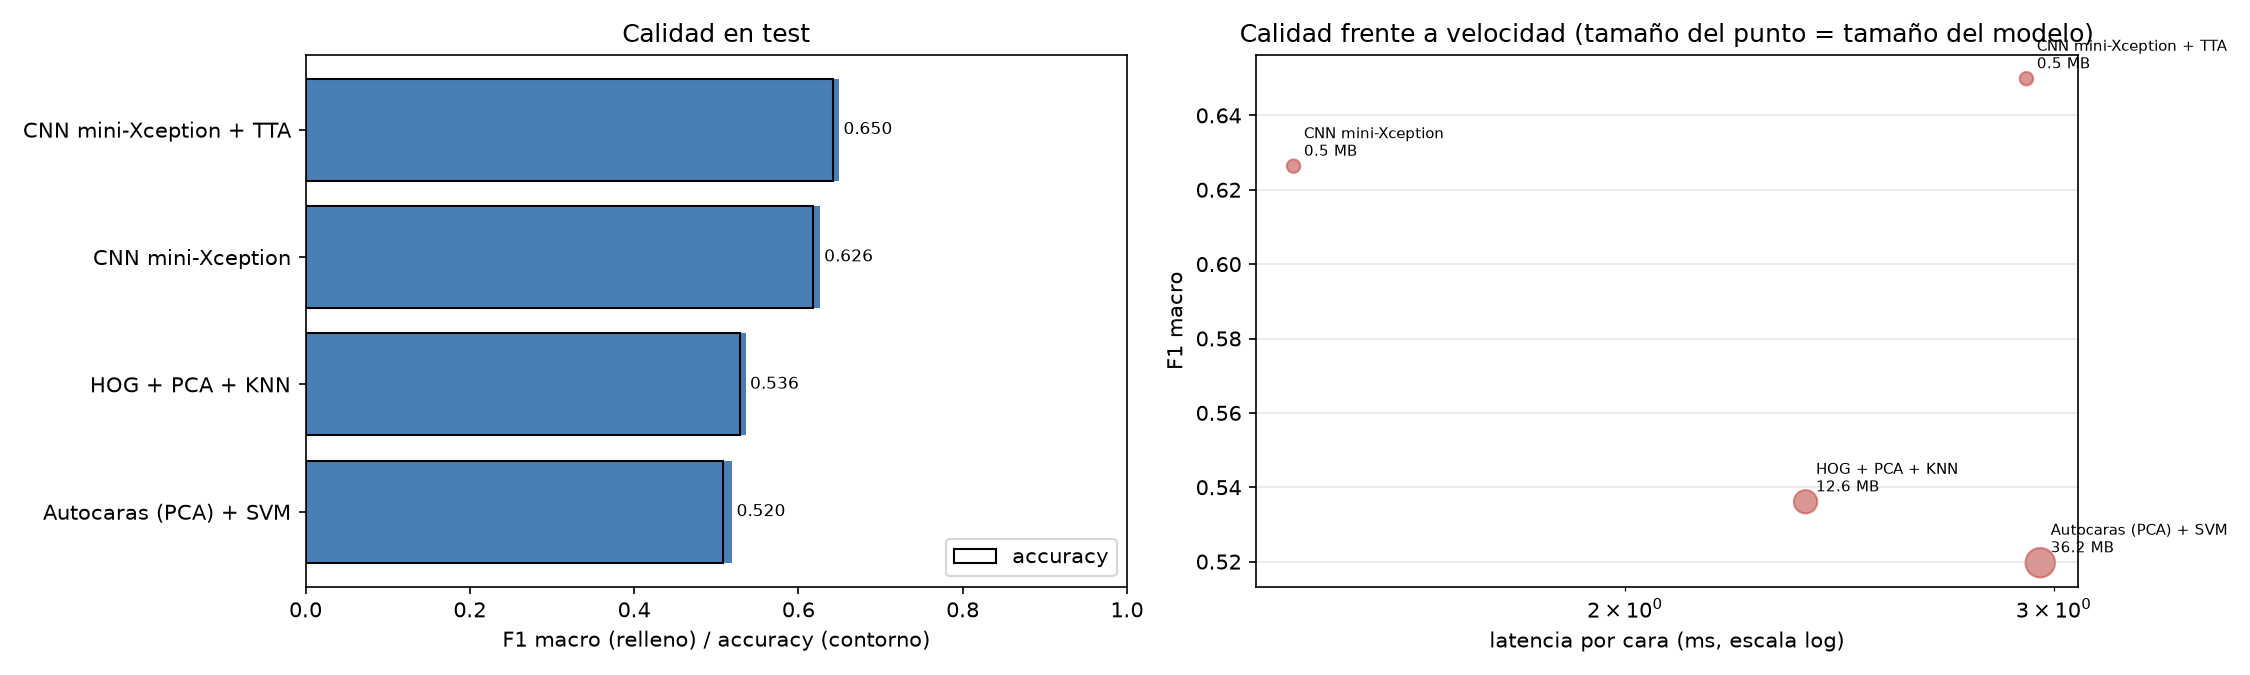 Calidad en test
CNN mini-Xception + TTA
CNN mini-Xception
HOG + PCA + KNN
Autocaras (PCA) + SVM
0.650
0.626
0.536
0.520
accuracy
0.0 0.2 0.4 0.6 0.8 1.0
F1 macro (relleno) / accuracy (contorno)
Calidad frente a velocidad (tamaño del punto = tamaño del modelo)
CNN mini-Xception + TTA
0.5 MB
CNN mini-Xception
0.5 MB
HOG + PCA + KNN
12.6 MB
Autocaras (PCA) + SVM
36.2 MB
F1 macro
0.64
0.62
0.60
0.58
0.56
0.54
0.52
2 × 10⁰ 3 × 10⁰
latencia por cara (ms, escala log)